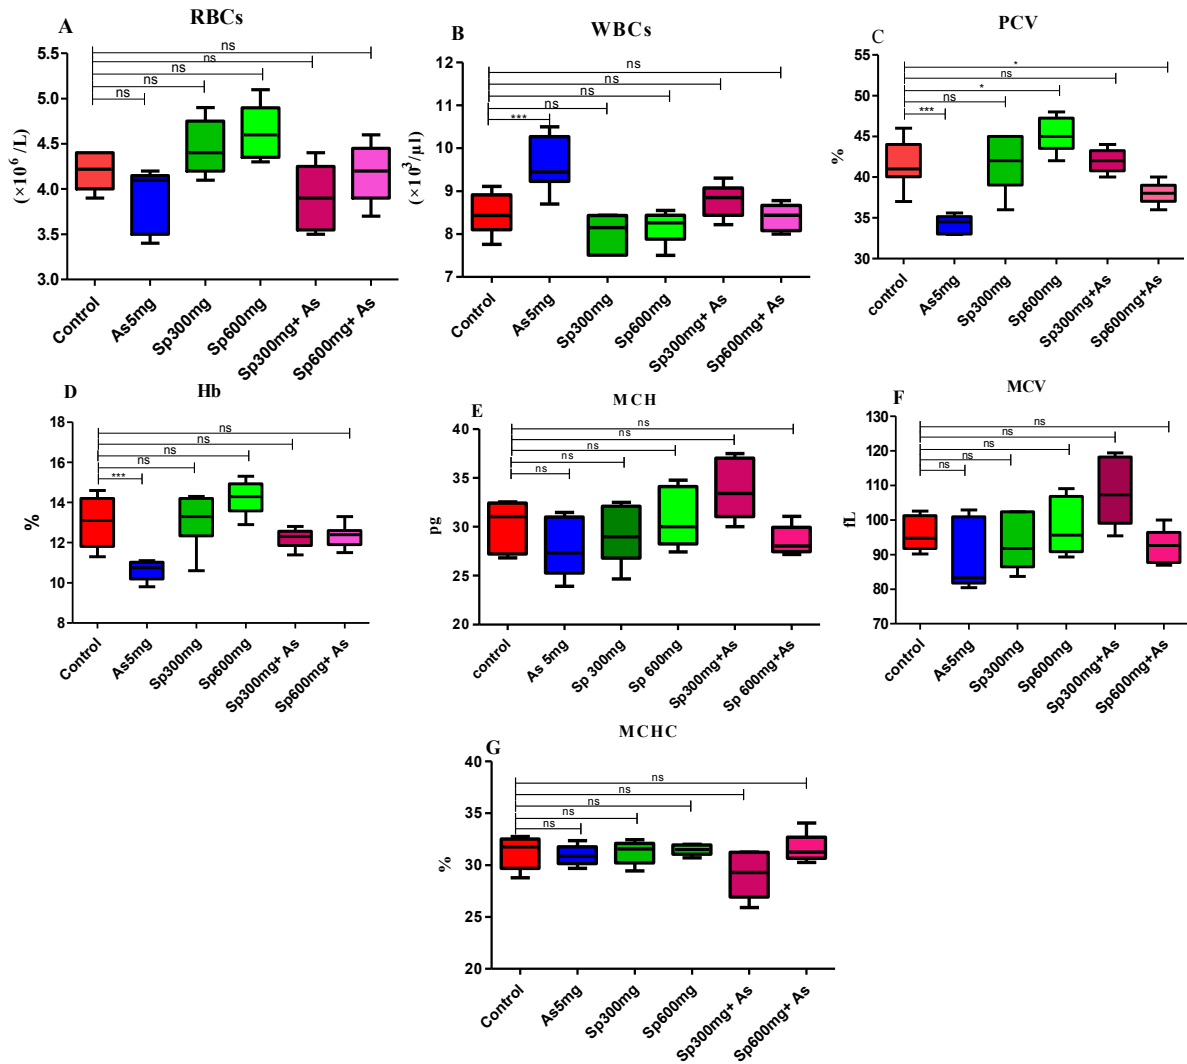 A
RBCs
(×10⁶/L)
5.5
5.0
4.5
4.0
3.5
3.0
ns
ns
ns
ns
ns
Control
As5mg
Sp300mg
Sp600mg
Sp300mg+ As
Sp600mg+ As
B
WBCs
(×10³/µl)
12
11
10
9
8
7
ns
ns
ns
ns
***
Control
As5mg
Sp300mg
Sp600mg
Sp300mg+ As
Sp600mg+ As
C
PCV
%
55
50
45
40
35
30
*
ns
*
ns
***
control
As5mg
Sp300mg
Sp600mg
Sp300mg+As
Sp600mg+As
D
Hb
%
18
16
14
12
10
8
ns
ns
ns
ns
***
Control
As5mg
Sp300mg
Sp600mg
Sp300mg+ As
Sp600mg+ As
E
MCH
pg
40
35
30
25
20
ns
ns
ns
ns
ns
control
As 5mg
Sp 300mg
Sp 600mg
Sp300mg+As
Sp 600mg+As
F
MCV
fL
130
120
110
100
90
80
70
ns
ns
ns
ns
ns
Control
As5mg
Sp300mg
Sp600mg
Sp300mg+As
Sp600mg+As
G
MCHC
%
40
35
30
25
20
ns
ns
ns
ns
ns
Control
As5mg
Sp300mg
Sp600mg
Sp300mg+ As
Sp600mg+ As